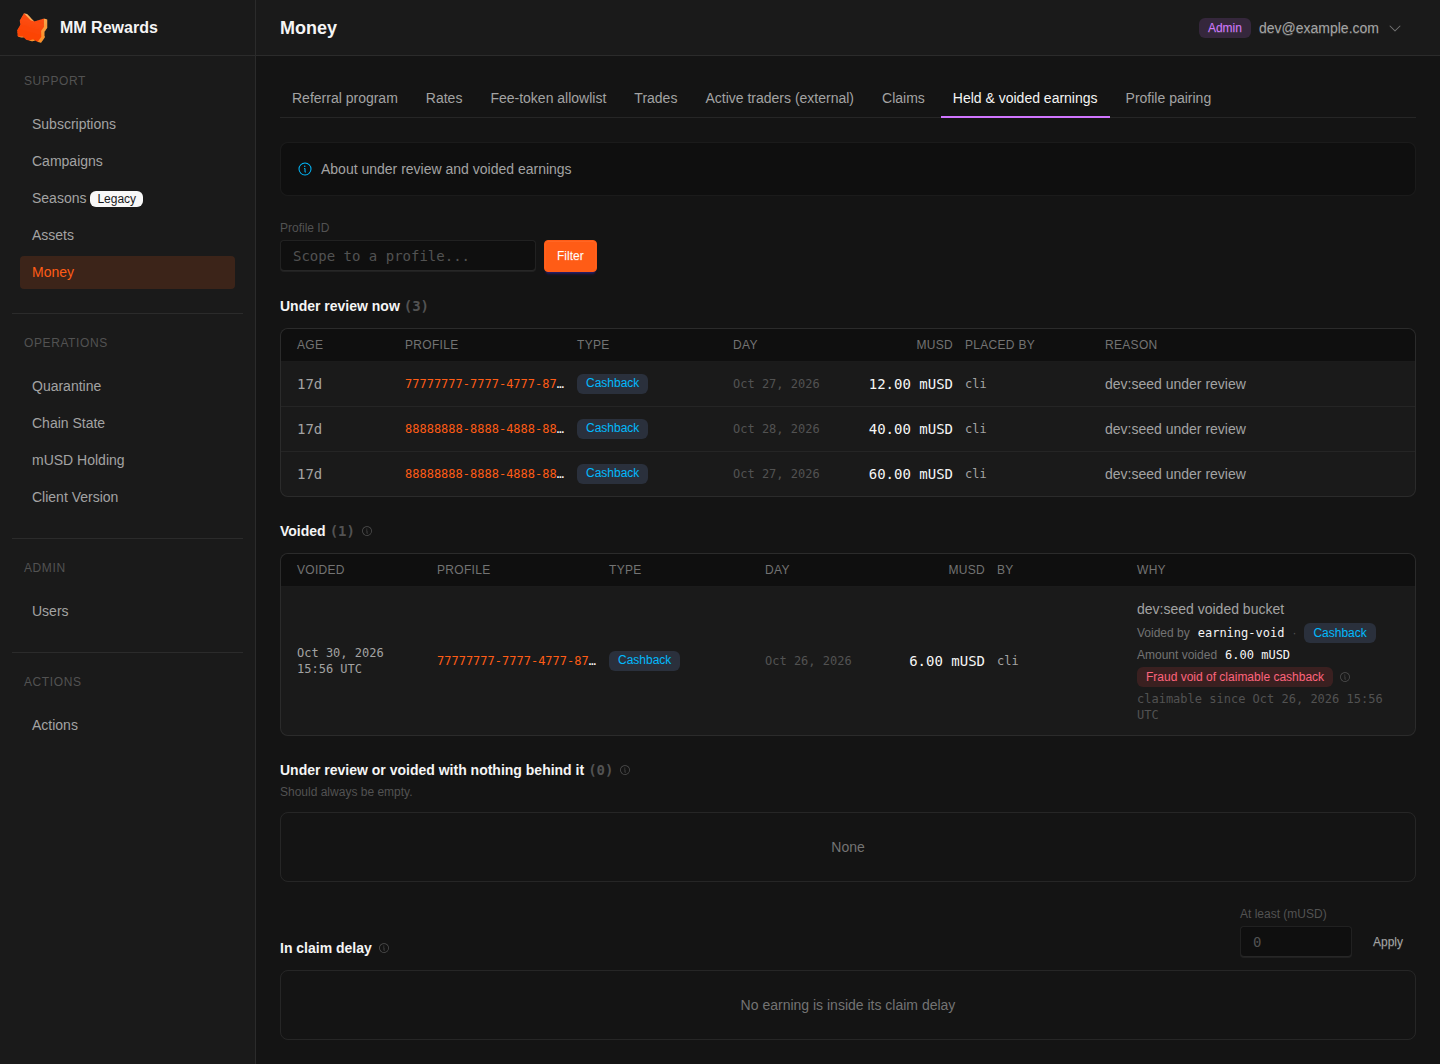 MM Rewards
Money
Admin dev@example.com
SUPPORT
Subscriptions
Campaigns
Seasons Legacy
Assets
Money
OPERATIONS
Quarantine
Chain State
mUSD Holding
Client Version
ADMIN
Users
ACTIONS
Actions
Referral program Rates Fee-token allowlist Trades Active traders (external) Claims Held & voided earnings Profile pairing
About under review and voided earnings
Profile ID
Scope to a profile... Filter
Under review now (3)
AGE PROFILE TYPE DAY MUSD PLACED BY REASON
17d 77777777-7777-4777-87… Cashback Oct 27, 2026 12.00 mUSD cli dev:seed under review
17d 88888888-8888-4888-88… Cashback Oct 28, 2026 40.00 mUSD cli dev:seed under review
17d 88888888-8888-4888-88… Cashback Oct 27, 2026 60.00 mUSD cli dev:seed under review
Voided (1)
VOIDED PROFILE TYPE DAY MUSD BY WHY
Oct 30, 2026
15:56 UTC
77777777-7777-4777-87… Cashback Oct 26, 2026 6.00 mUSD cli
dev:seed voided bucket
Voided by earning-void · Cashback
Amount voided 6.00 mUSD
Fraud void of claimable cashback
claimable since Oct 26, 2026 15:56
UTC
Under review or voided with nothing behind it (0)
Should always be empty.
None
At least (mUSD)
In claim delay
0 Apply
No earning is inside its claim delay